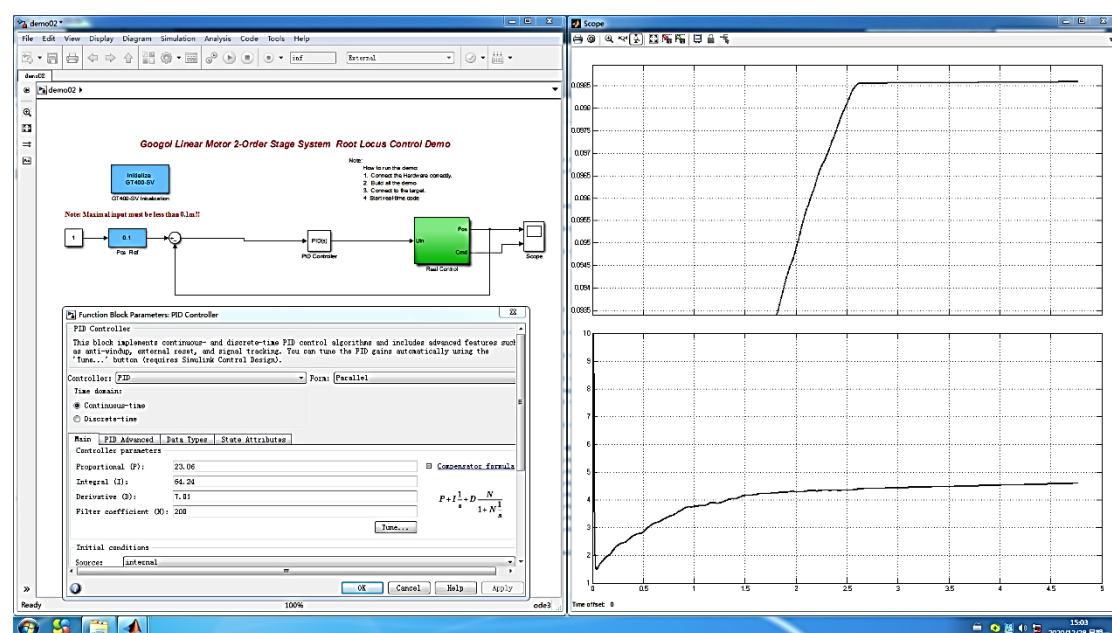 demo02 *
File Edit View Display Diagram Simulation Analysis Code Tools Help
inf
External
demo02
demo02
Googol Linear Motor 2-Order Stage System Root Locus Control Demo
Initialize
GT400-SV
GT400-SV Initialization
Note:
How to run the demo
1. Connect the Hardware correctly.
2 Build all the demo
3. Connect to the target.
4 Start real-time code
Note: Maximal input must be less than 0.1m!!
1
0.1
Pos Ref
PID(s)
PID Controller
UIn
Pos
Cmd
Real Control
Scope
Function Block Parameters: PID Controller
PID Controller
This block implements continuous- and discrete-time PID control algorithms and includes advanced features such
as anti-windup, external reset, and signal tracking. You can tune the PID gains automatically using the
'Tune...' button (requires Simulink Control Design).
Controller: PID
Form: Parallel
Time domain:
Continuous-time
Discrete-time
Main PID Advanced Data Types State Attributes
Controller parameters
Proportional (P): 23.06
Compensator formula
Integral (I): 64.24
Derivative (D): 7.81
Filter coefficient (N): 200
P+I 1/s +D N/(1+N 1/s)
Tune...
Initial conditions
Source: internal
OK Cancel Help Apply
Ready
100%
ode3
Scope
0.0985
0.098
0.0975
0.097
0.0965
0.096
0.0955
0.095
0.0945
0.094
0.0935
10
9
8
7
6
5
4
3
2
1
0 0.5 1 1.5 2 2.5 3 3.5 4 4.5 5
Time offset: 0
15:03